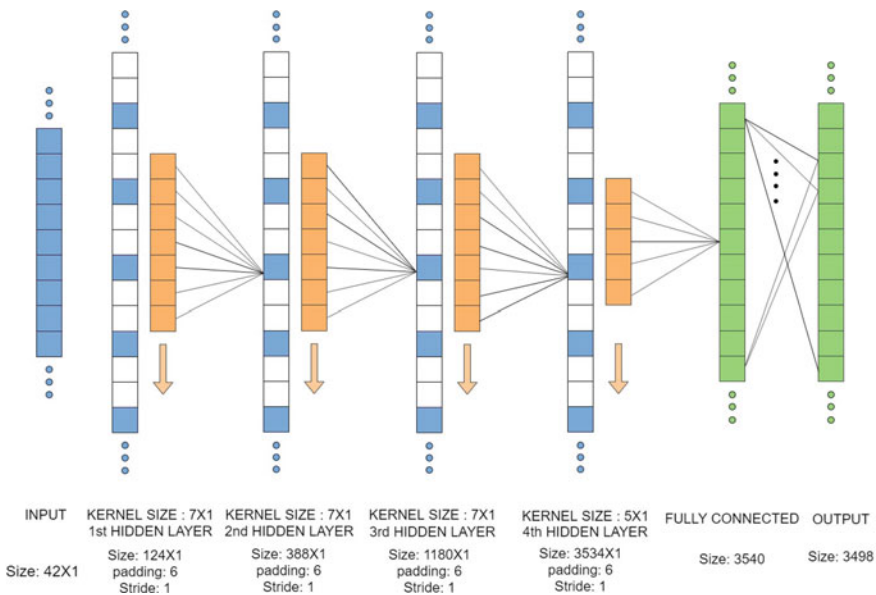 INPUT
Size: 42X1
KERNEL SIZE : 7X1
1st HIDDEN LAYER
Size: 124X1
padding: 6
Stride: 1
KERNEL SIZE : 7X1
2nd HIDDEN LAYER
Size: 388X1
padding: 6
Stride: 1
KERNEL SIZE : 7X1
3rd HIDDEN LAYER
Size: 1180X1
padding: 6
Stride: 1
KERNEL SIZE : 5X1
4th HIDDEN LAYER
Size: 3534X1
padding: 6
Stride: 1
FULLY CONNECTED
Size: 3540
OUTPUT
Size: 3498